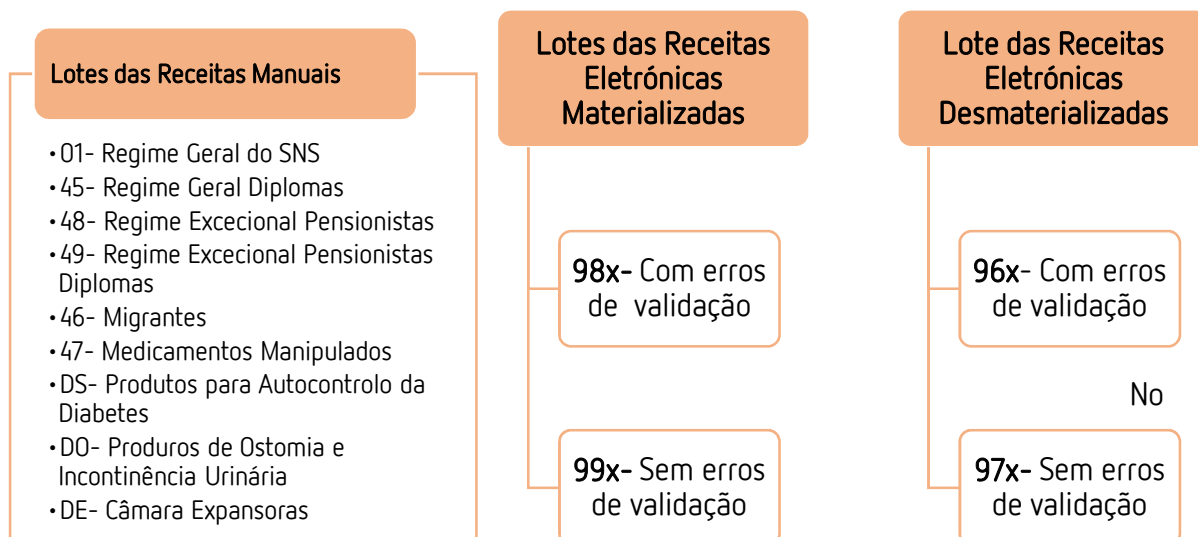 Lotes das Receitas Manuais
•01- Regime Geral do SNS
•45- Regime Geral Diplomas
•48- Regime Excecional Pensionistas
•49- Regime Excecional Pensionistas
Diplomas
•46- Migrantes
•47- Medicamentos Manipulados
•DS- Produtos para Autocontrolo da
Diabetes
•DO- Produros de Ostomia e
Incontinência Urinária
•DE- Câmara Expansoras
Lotes das Receitas
Eletrónicas
Materializadas
98x- Com erros
de validação
99x- Sem erros
de validação
Lote das Receitas
Eletrónicas
Desmaterializadas
96x- Com erros
de validação
No
97x- Sem erros
de validação